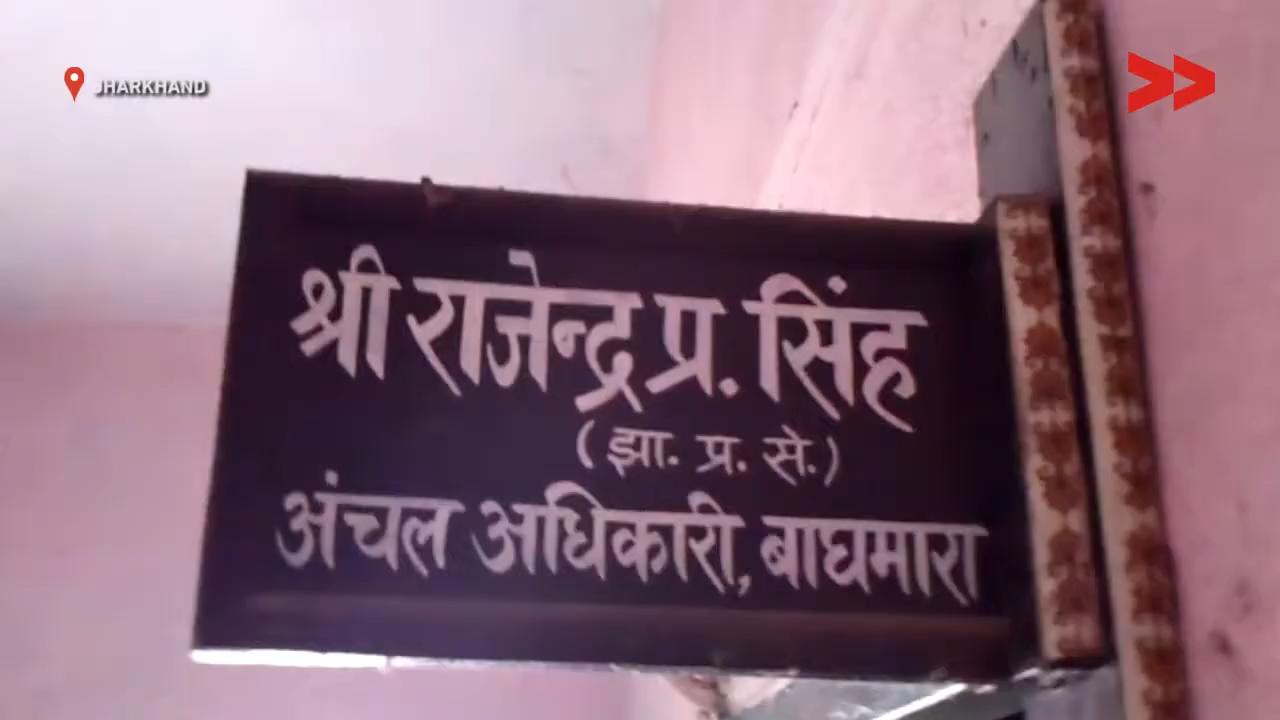 JHARKHAND
श्री राजेन्द्र प्र. सिंह
(झा. प्र. से.)
अंचल अधिकारी, बाघमारा